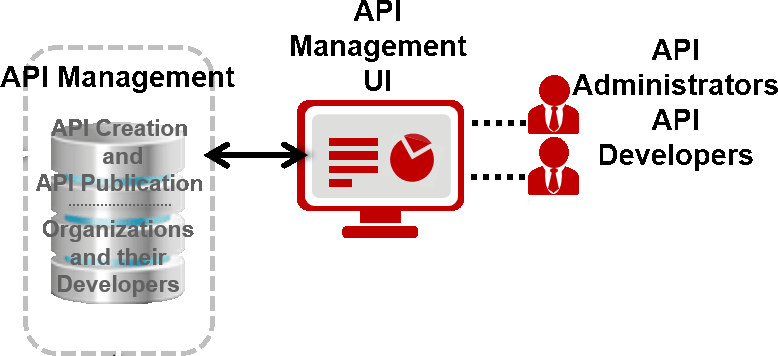 API Management
API Creation
and
API Publication
Organizations
and their
Developers
API
Management
UI
API
Administrators
API
Developers